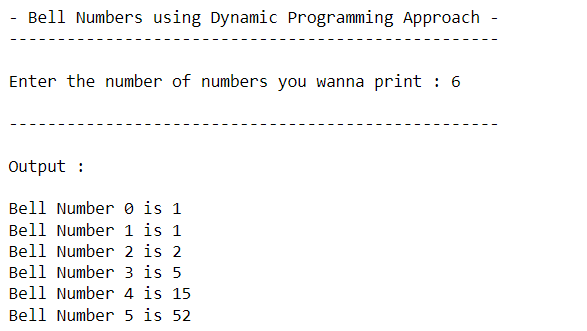 - Bell Numbers using Dynamic Programming Approach -
---------------------------------------------------
Enter the number of numbers you wanna print : 6
---------------------------------------------------
Output :
Bell Number 0 is 1
Bell Number 1 is 1
Bell Number 2 is 2
Bell Number 3 is 5
Bell Number 4 is 15
Bell Number 5 is 52